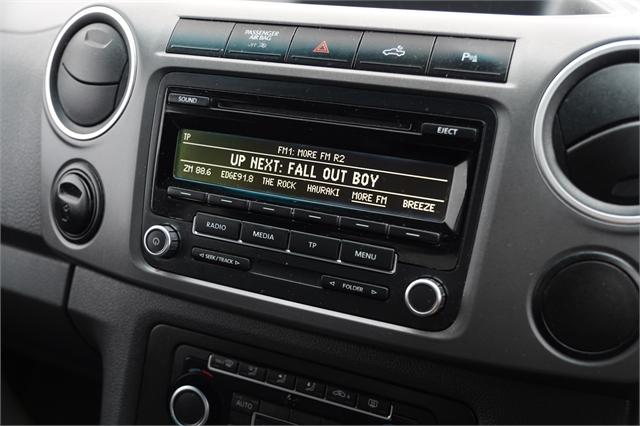 PASSENGER
AIR BAG
OFF
SOUND
EJECT
TP
FM1: MORE FM R2
UP NEXT: FALL OUT BOY
ZM 88.6 EDGE91.8 THE ROCK HAURAKI MORE FM BREEZE
RADIO MEDIA TP MENU
SEEK / TRACK
FOLDER
AUTO